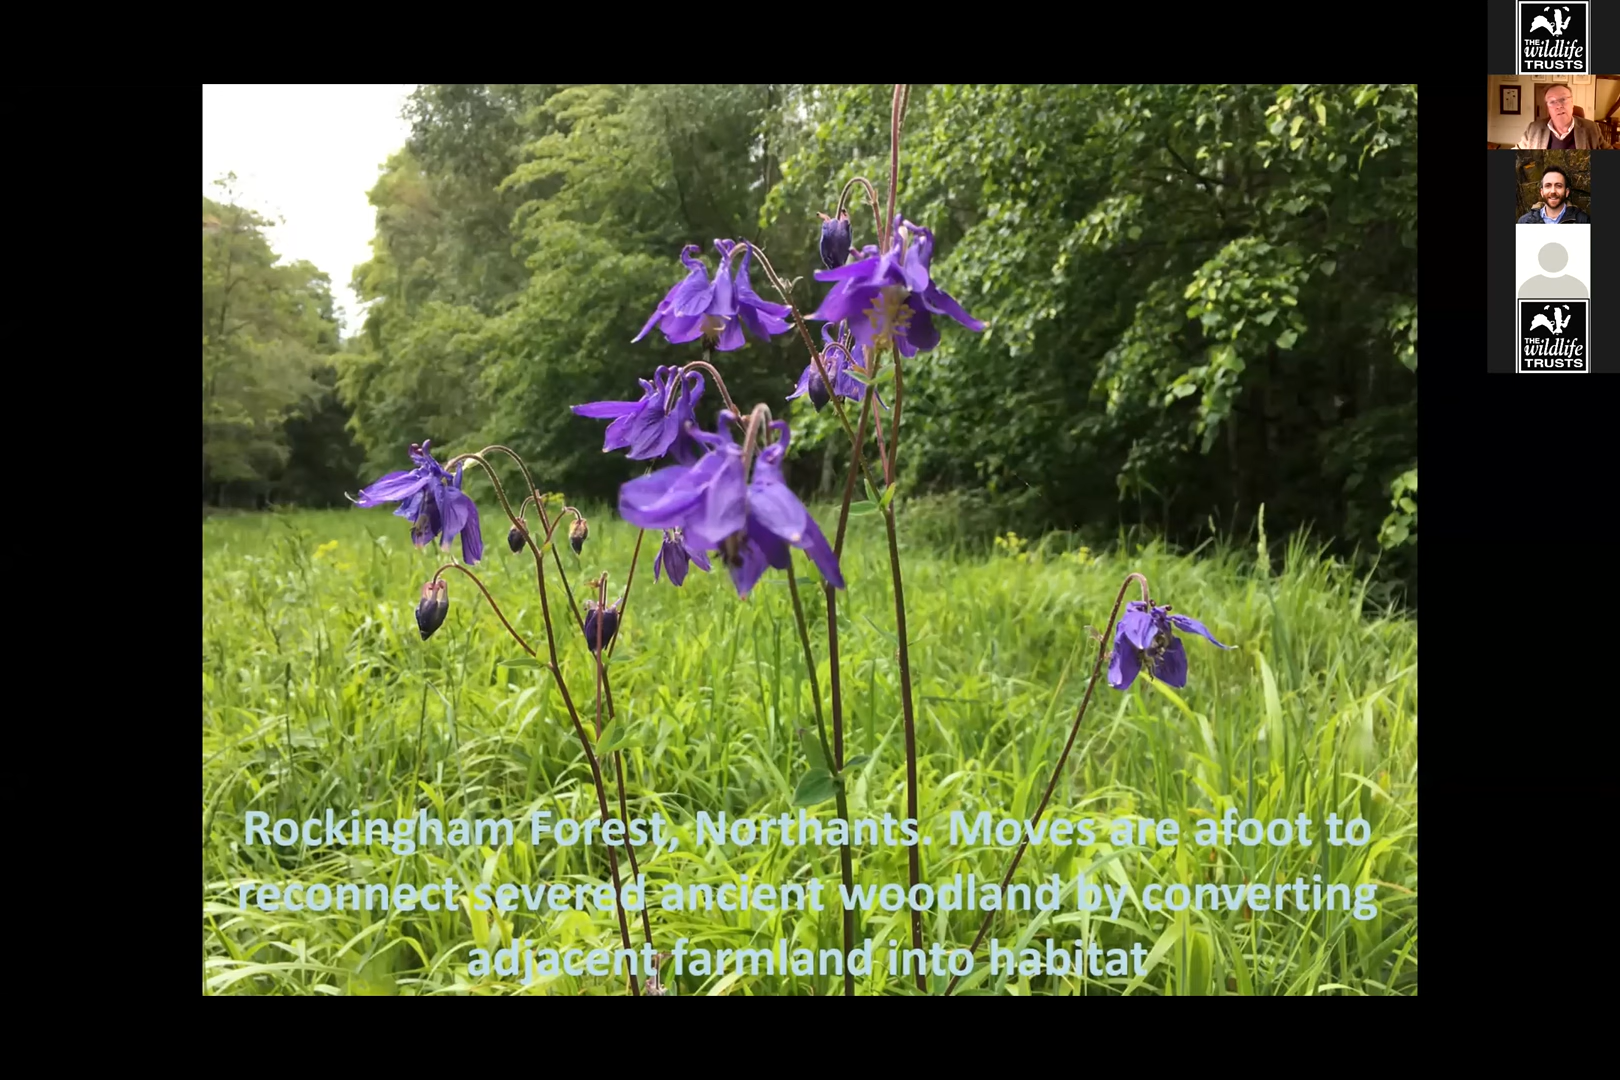 THE
wildlife
TRUSTS
Rockingham Forest, Northants. Moves are afoot to
reconnect severed ancient woodland by converting
adjacent farmland into habitat
THE
wildlife
TRUSTS